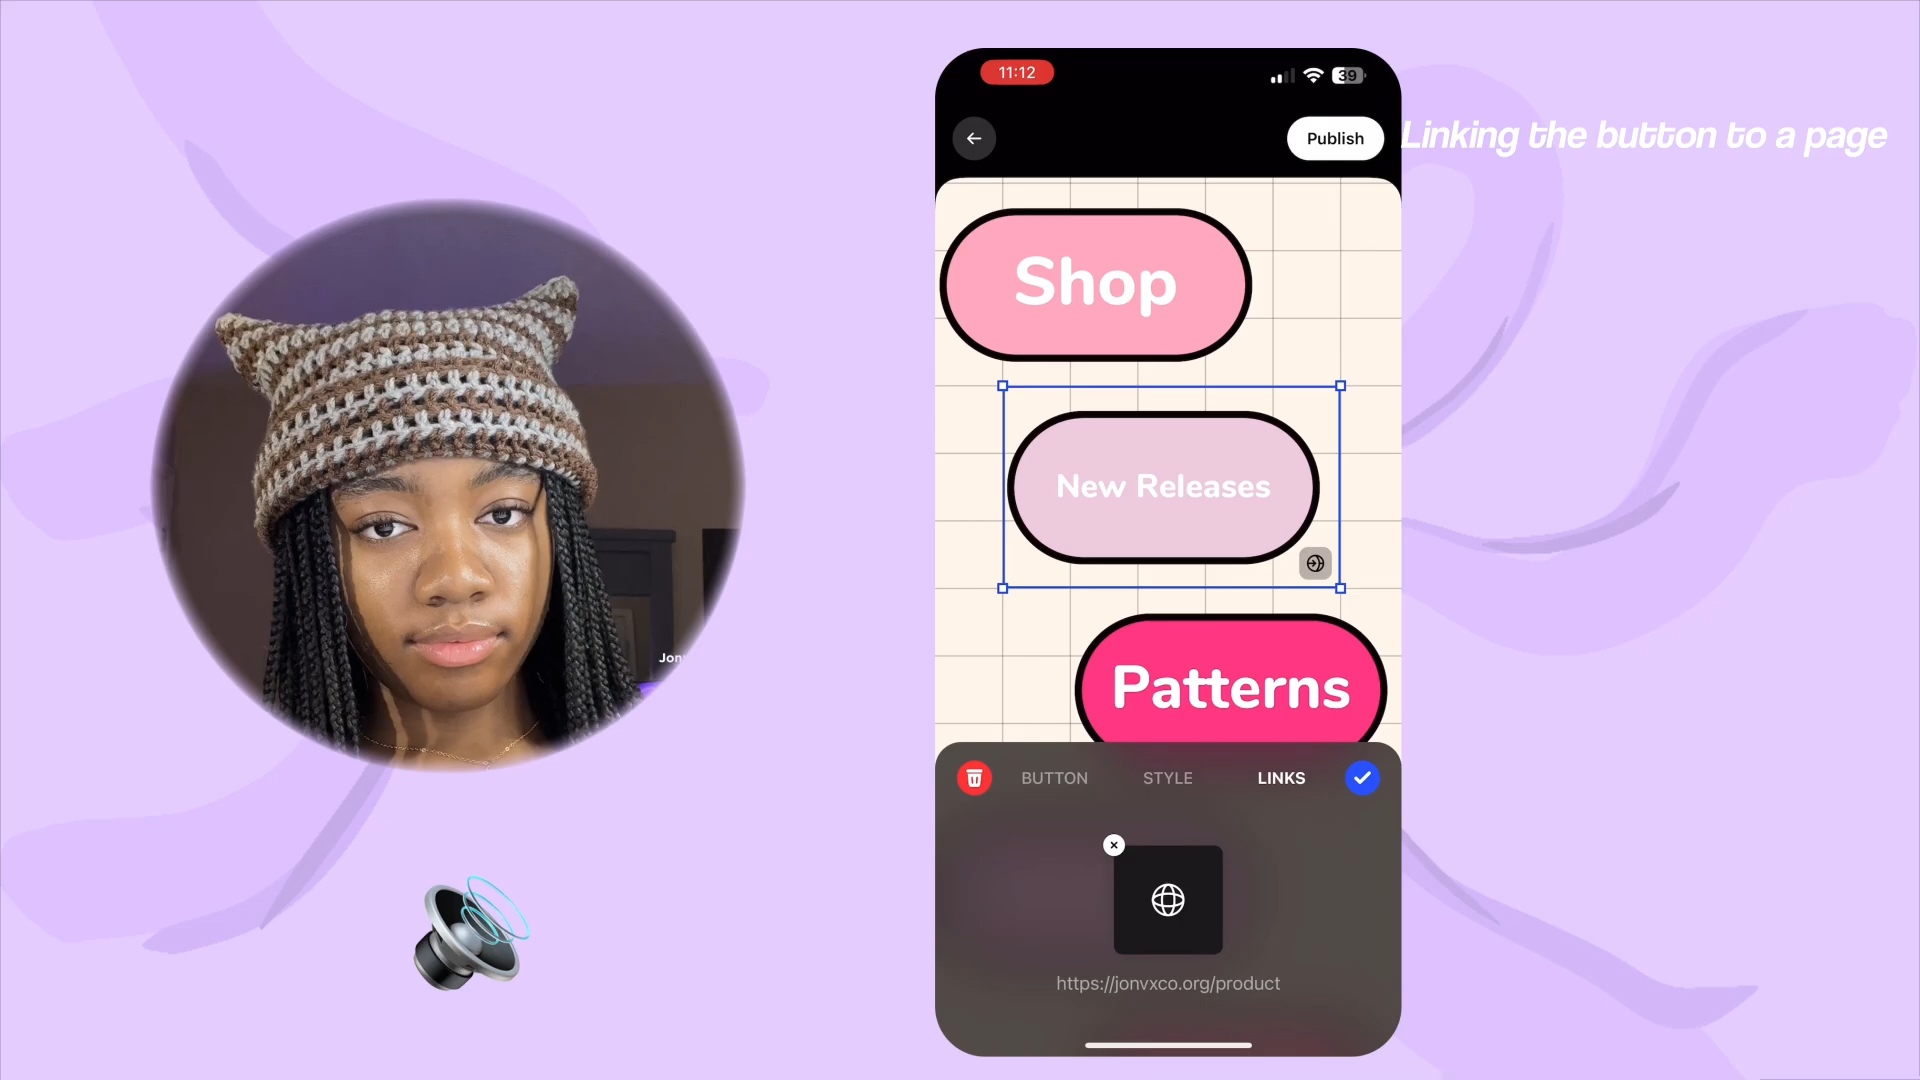 11:12
39
Publish
Linking the button to a page
Shop
New Releases
Patterns
Jon
BUTTON
STYLE
LINKS
https://jonvxco.org/product